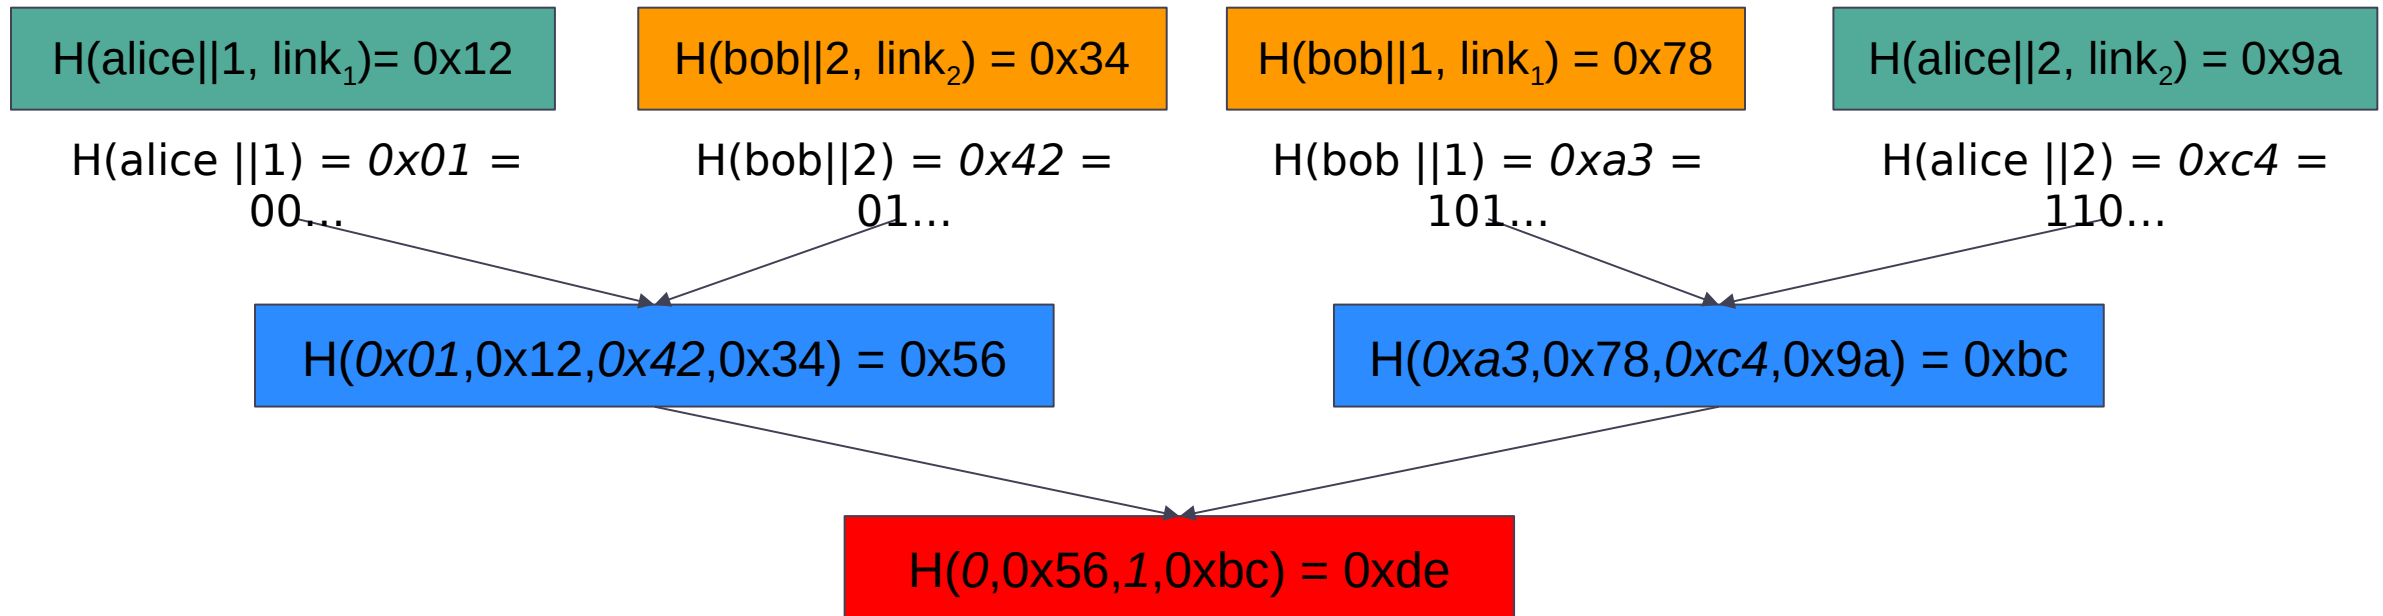 H(alice||1, link₁)= 0x12
H(bob||2, link₂) = 0x34
H(bob||1, link₁) = 0x78
H(alice||2, link₂) = 0x9a
H(alice ||1) = 0x01 =
00...
H(bob||2) = 0x42 =
01...
H(bob ||1) = 0xa3 =
101...
H(alice ||2) = 0xc4 =
110...
H(0x01,0x12,0x42,0x34) = 0x56
H(0xa3,0x78,0xc4,0x9a) = 0xbc
H(0,0x56,1,0xbc) = 0xde